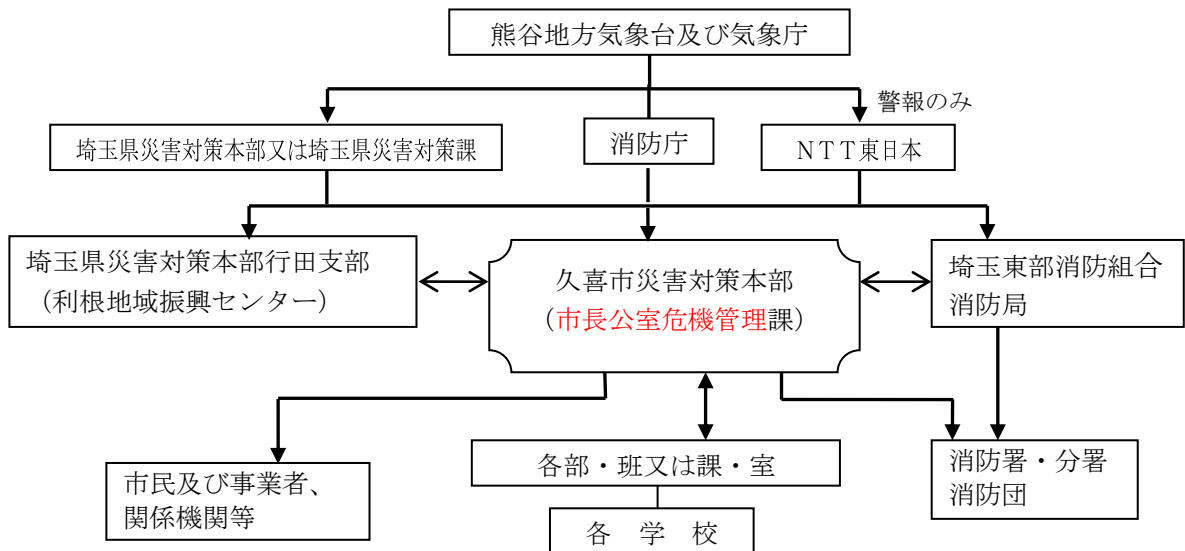 熊谷地方気象台及び気象庁
警報のみ
埼玉県災害対策本部又は埼玉県災害対策課
消防庁
ＮＴＴ東日本
埼玉県災害対策本部行田支部
（利根地域振興センター）
久喜市災害対策本部
（市長公室危機管理課）
埼玉東部消防組合
消防局
市民及び事業者、
関係機関等
各部・班又は課・室
各　学　校
消防署・分署
消防団